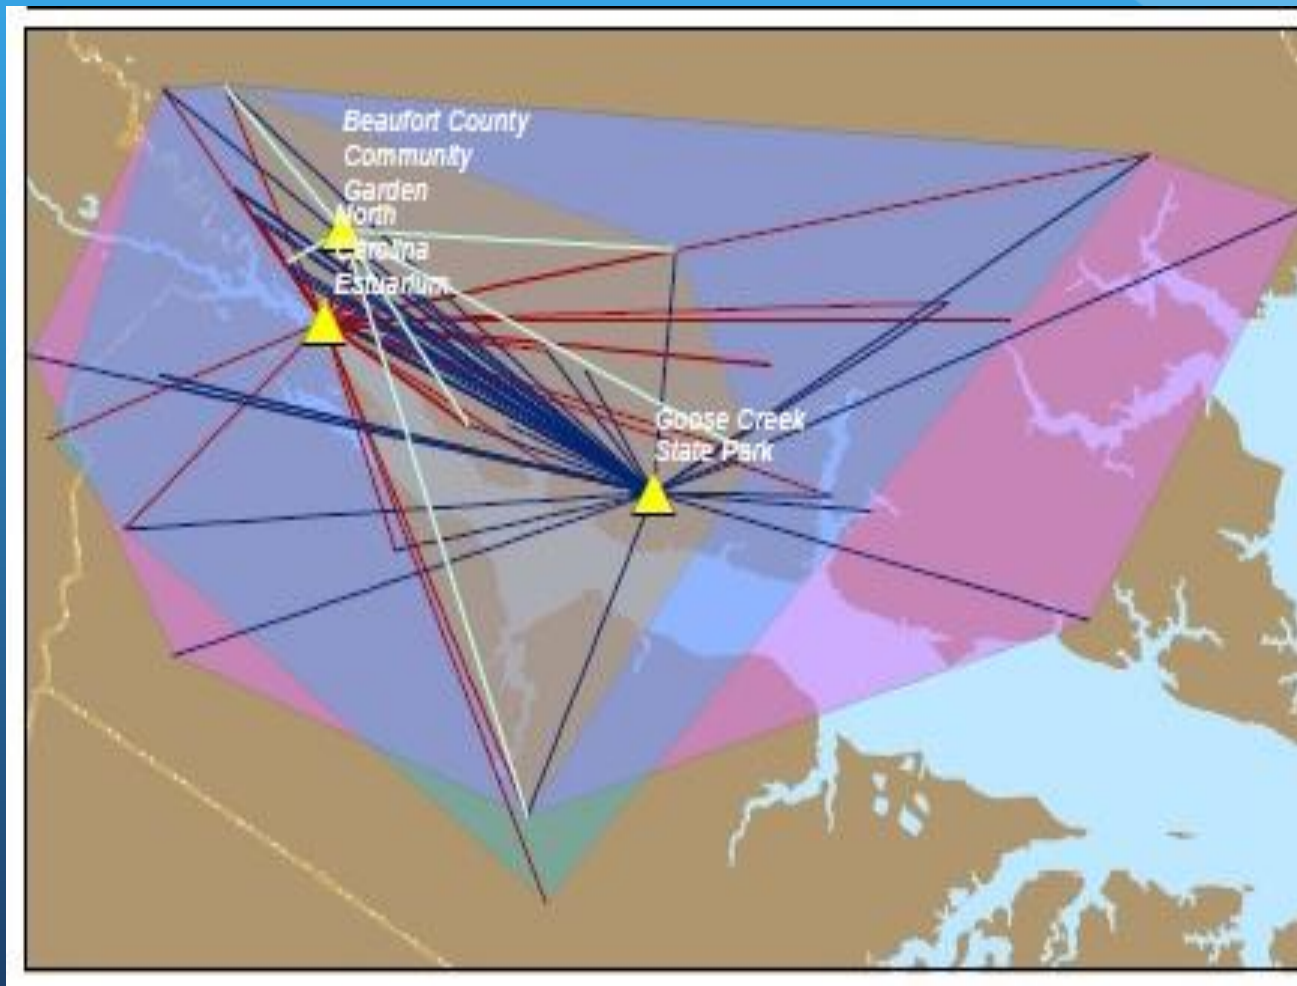 Beaufort County
Community
Garden
North
Carolina
Estuarium
Goose Creek
State Park